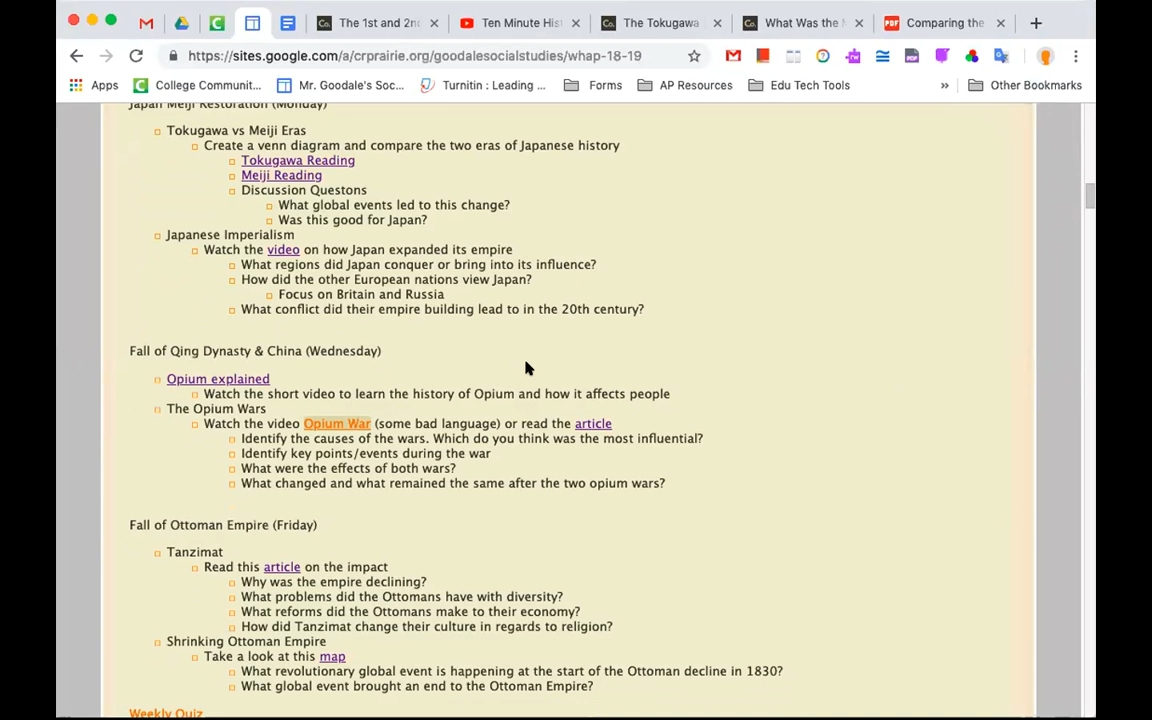 The 1st and 2nd
Ten Minute His
The Tokugawa
What Was the M
Comparing the
https://sites.google.com/a/crprairie.org/goodalesocialstudies/whap-18-19
Apps
College Communit...
Mr. Goodale's Soc...
Turnitin : Leading ...
Forms
AP Resources
Edu Tech Tools
»
Other Bookmarks
Japan Meiji Restoration (Monday)
Tokugawa vs Meiji Eras
Create a venn diagram and compare the two eras of Japanese history
Tokugawa Reading
Meiji Reading
Discussion Questons
What global events led to this change?
Was this good for Japan?
Japanese Imperialism
Watch the video on how Japan expanded its empire
What regions did Japan conquer or bring into its influence?
How did the other European nations view Japan?
Focus on Britain and Russia
What conflict did their empire building lead to in the 20th century?
Fall of Qing Dynasty & China (Wednesday)
Opium explained
Watch the short video to learn the history of Opium and how it affects people
The Opium Wars
Watch the video Opium War (some bad language) or read the article
Identify the causes of the wars. Which do you think was the most influential?
Identify key points/events during the war
What were the effects of both wars?
What changed and what remained the same after the two opium wars?
Fall of Ottoman Empire (Friday)
Tanzimat
Read this article on the impact
Why was the empire declining?
What problems did the Ottomans have with diversity?
What reforms did the Ottomans make to their economy?
How did Tanzimat change their culture in regards to religion?
Shrinking Ottoman Empire
Take a look at this map
What revolutionary global event is happening at the start of the Ottoman decline in 1830?
What global event brought an end to the Ottoman Empire?
Weekly Quiz